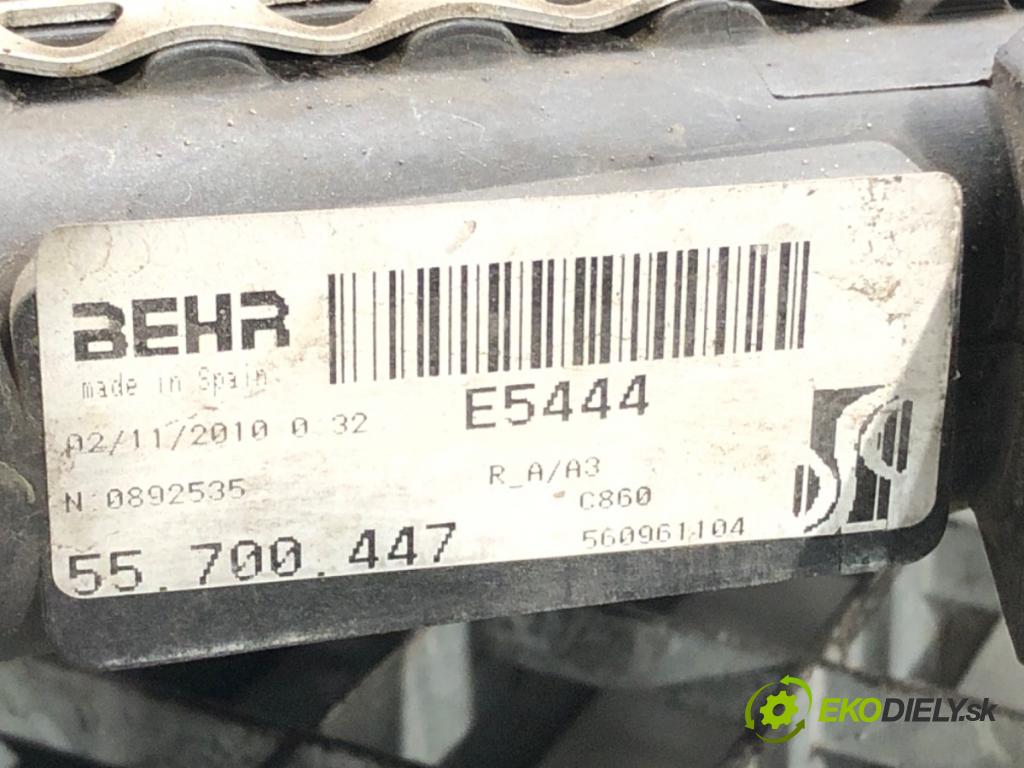 BEHR
made in Spain
E5444
02/11/2010 0:32
R_A/A3
N:0892535
C860
560961104
55.700.447
EKODIELY.sk